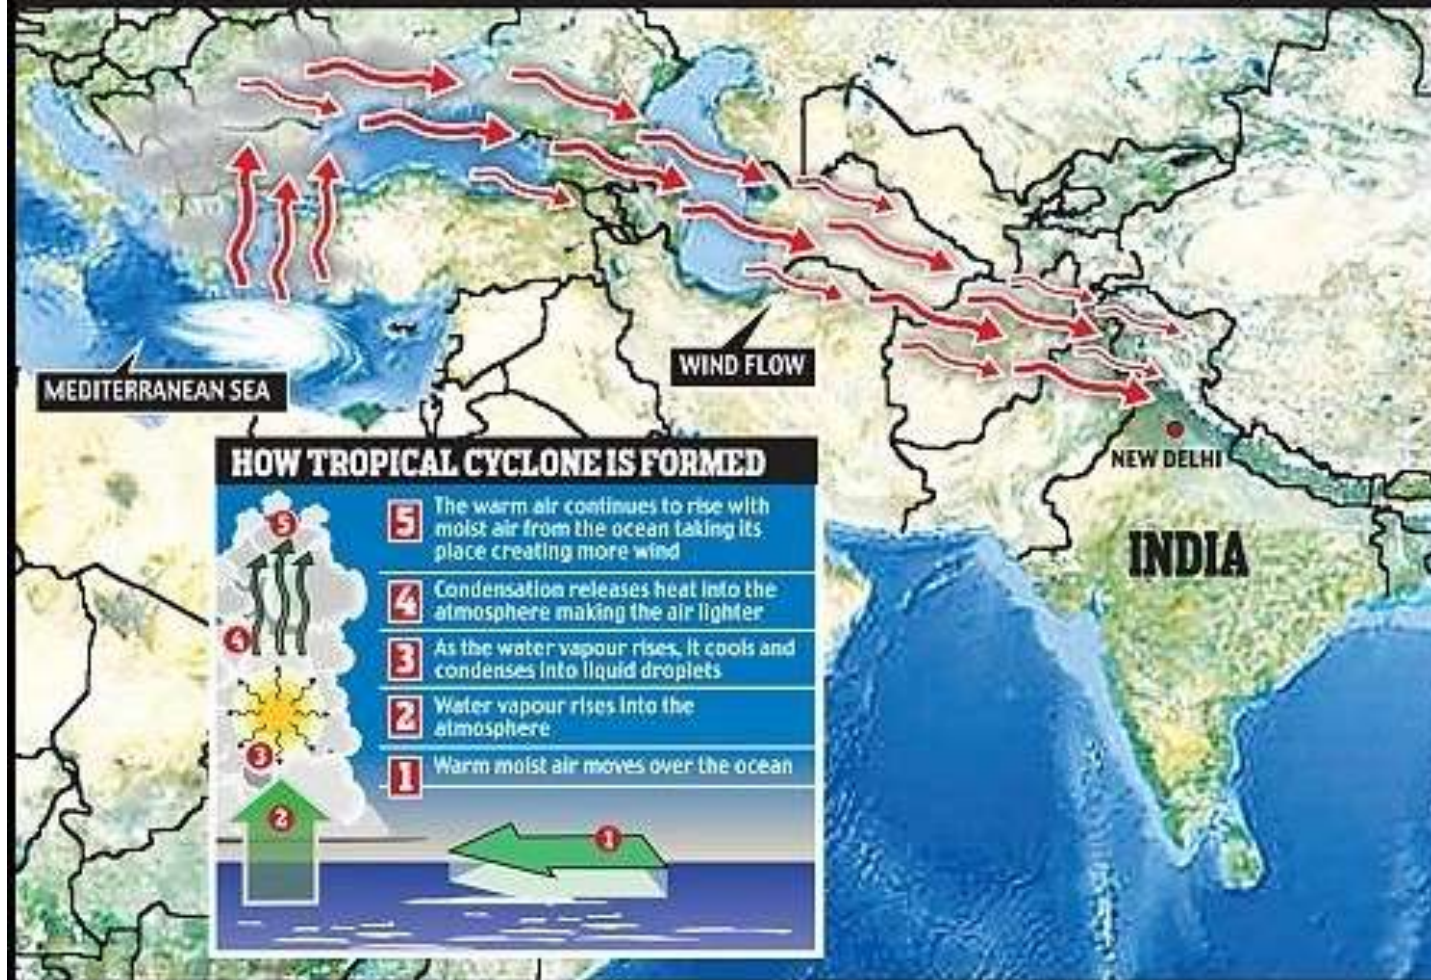 MEDITERRANEAN SEA
WIND FLOW
NEW DELHI
INDIA
HOW TROPICAL CYCLONE IS FORMED
5
5 The warm air continues to rise with
moist air from the ocean taking its
place creating more wind
4
4 Condensation releases heat into the
atmosphere making the air lighter
3 As the water vapour rises, it cools and
condenses into liquid droplets
2 Water vapour rises into the
atmosphere
3
1 Warm moist air moves over the ocean
2
1